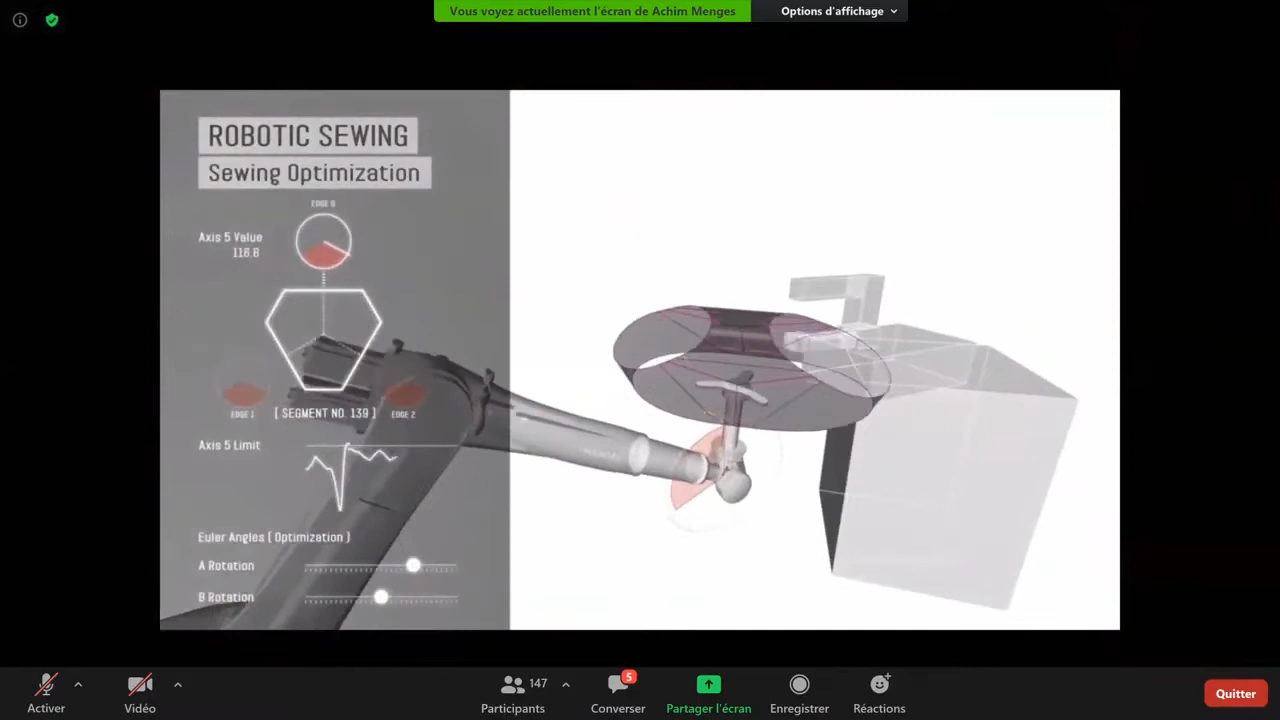 Vous voyez actuellement l'écran de Achim Menges
Options d'affichage
ROBOTIC SEWING
Sewing Optimization
EDGE 0
Axis 5 Value
116.6
EDGE 1
[ SEGMENT NO. 139 ]
EDGE 2
Axis 5 Limit
Euler Angles [ Optimization ]
A Rotation
B Rotation
Activer
Vidéo
147
Participants
5
Converser
Partager l'écran
Enregistrer
Réactions
Quitter